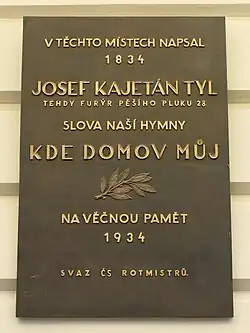 V TĚCHTO MÍSTECH NAPSAL
1834
JOSEF KAJETÁN TYL
TEHDY FURÝR PĚŠÍHO PLUKU 28
SLOVA NAŠÍ HYMNY
KDE DOMOV MŮJ
NA VĚČNOU PAMĚT
1934
SVAZ ČS ROTMISTRŮ